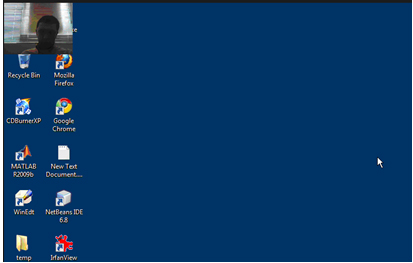 Recycle Bin
Mozilla
Firefox
CDBurnerXP
Google
Chrome
MATLAB
R2009b
New Text
Document....
WinEdt
NetBeans IDE
6.8
temp
IrfanView